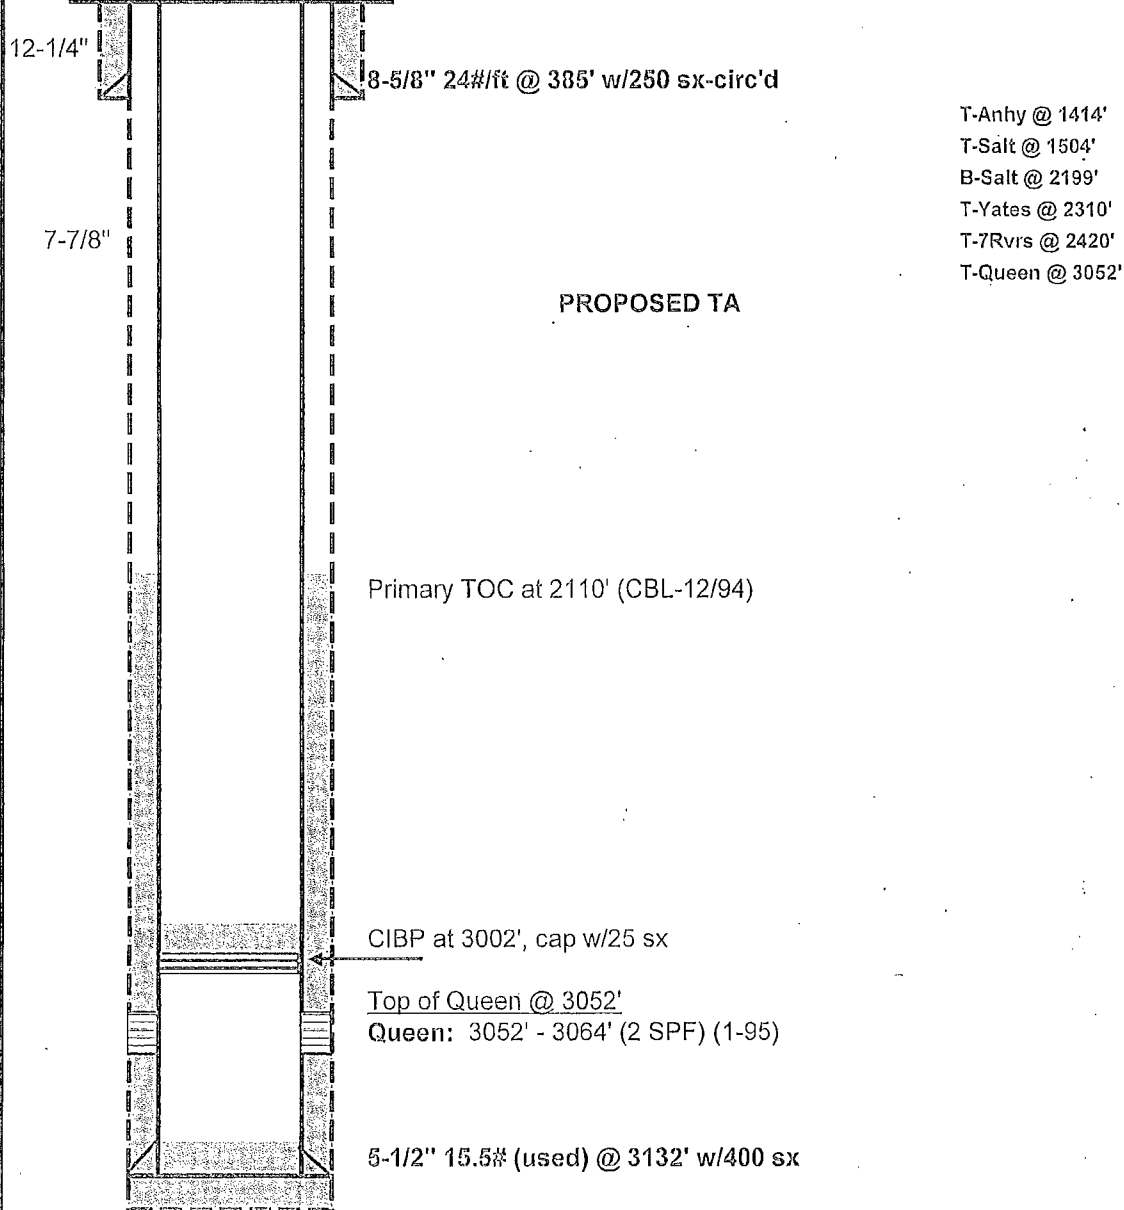 12-1/4"
8-5/8" 24#/ft @ 385' w/250 sx-circ'd
T-Anhy @ 1414'
T-Salt @ 1504'
B-Salt @ 2199'
T-Yates @ 2310'
7-7/8"
T-7Rvrs @ 2420'
T-Queen @ 3052'
PROPOSED TA
Primary TOC at 2110' (CBL-12/94)
CIBP at 3002', cap w/25 sx
Top of Queen @ 3052'
Queen: 3052' - 3064' (2 SPF) (1-95)
5-1/2" 15.5# (used) @ 3132' w/400 sx